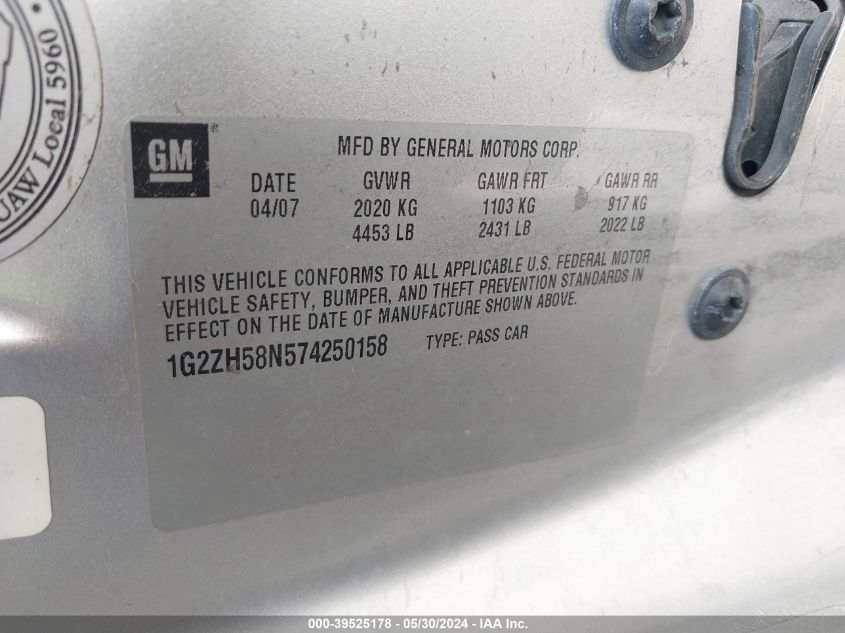 UAW Local 5960
GM®
MFD BY GENERAL MOTORS CORP.
DATE GVWR GAWR FRT GAWR RR
04/07 2020 KG 1103 KG 917 KG
4453 LB 2431 LB 2022 LB
THIS VEHICLE CONFORMS TO ALL APPLICABLE U.S. FEDERAL MOTOR
VEHICLE SAFETY, BUMPER, AND THEFT PREVENTION STANDARDS IN
EFFECT ON THE DATE OF MANUFACTURE SHOWN ABOVE.
1G2ZH58N574250158 TYPE: PASS CAR
000-39525178 - 05/30/2024 - IAA Inc.